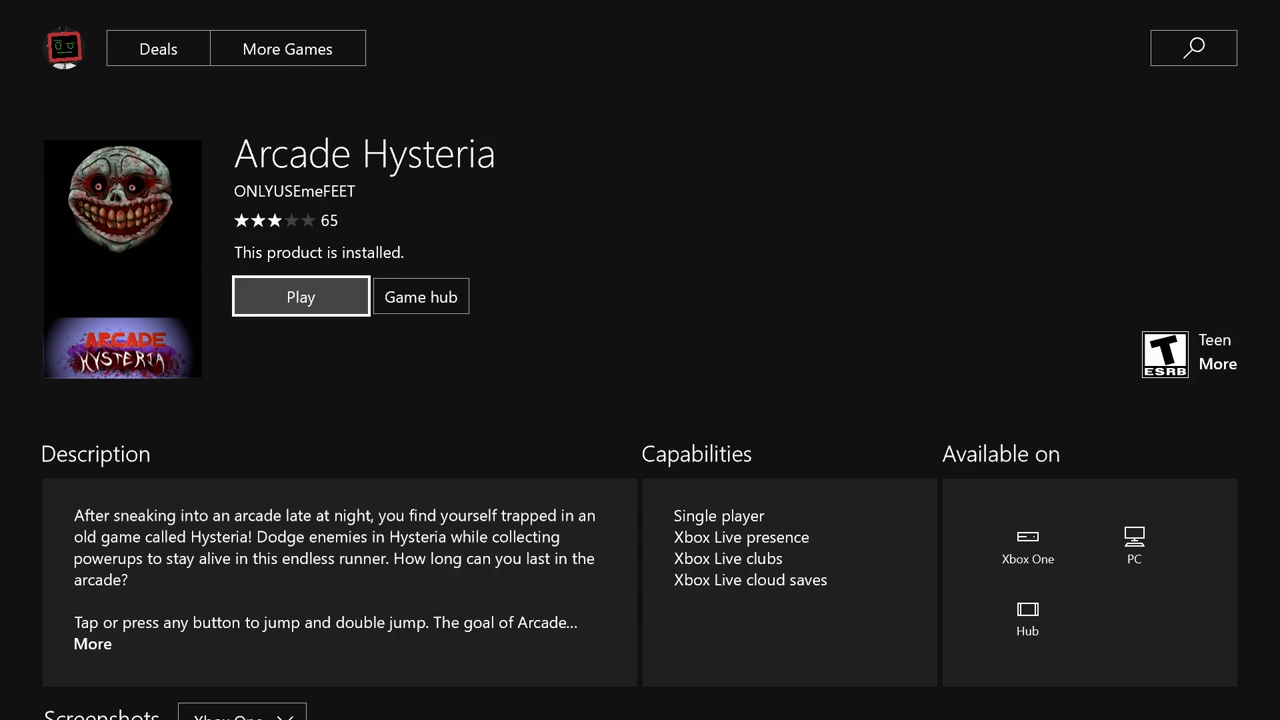 Deals
More Games
Arcade Hysteria
ONLYUSEmeFEET
65
This product is installed.
Play
Game hub
ARCADE
HYSTERIA
T
ESRB
Teen
More
Description
After sneaking into an arcade late at night, you find yourself trapped in an
old game called Hysteria! Dodge enemies in Hysteria while collecting
powerups to stay alive in this endless runner. How long can you last in the
arcade?
Tap or press any button to jump and double jump. The goal of Arcade...
More
Capabilities
Single player
Xbox Live presence
Xbox Live clubs
Xbox Live cloud saves
Available on
Xbox One
PC
Hub
Screenshots
Xbox One